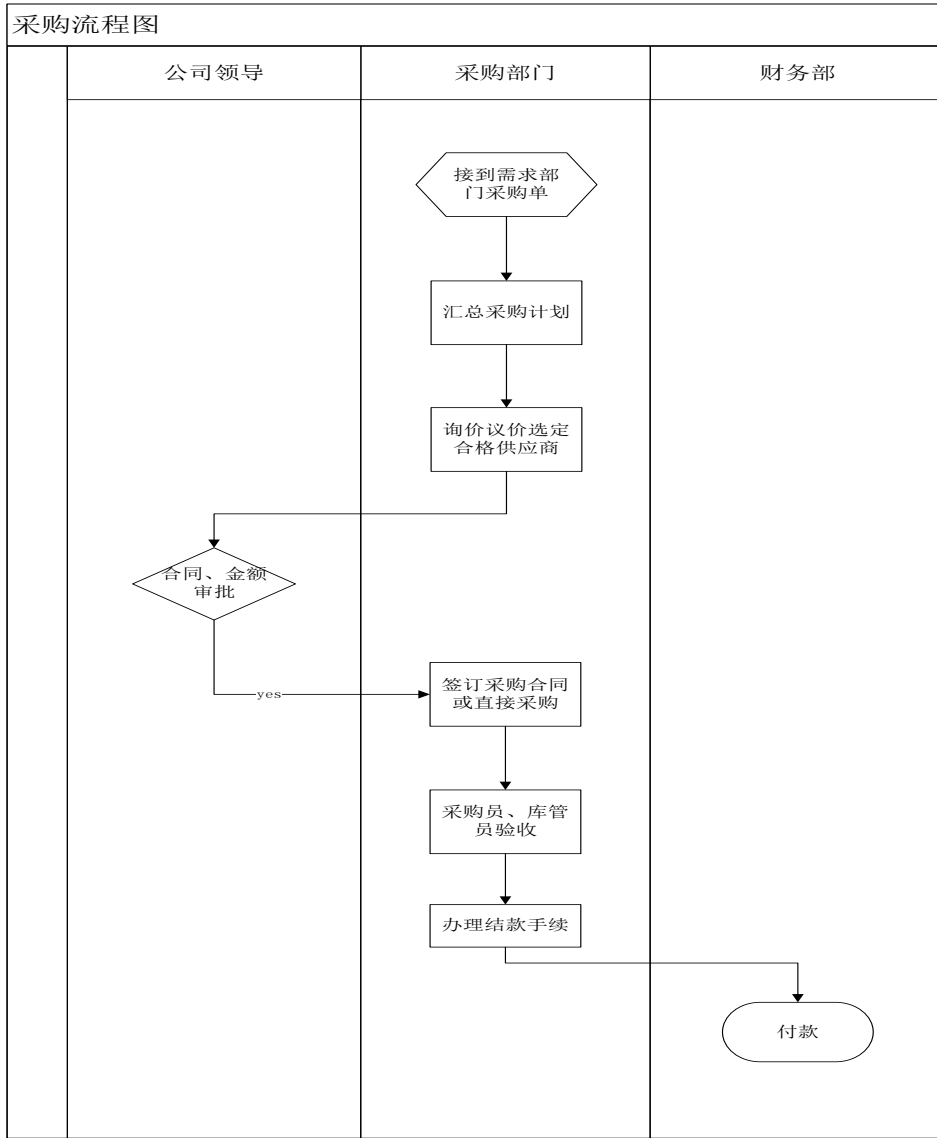 采购流程图
公司领导
采购部门
财务部
接到需求部
门采购单
汇总采购计划
询价议价选定
合格供应商
合同、金额
审批
yes
签订采购合同
或直接采购
采购员、库管
员验收
办理结款手续
付款